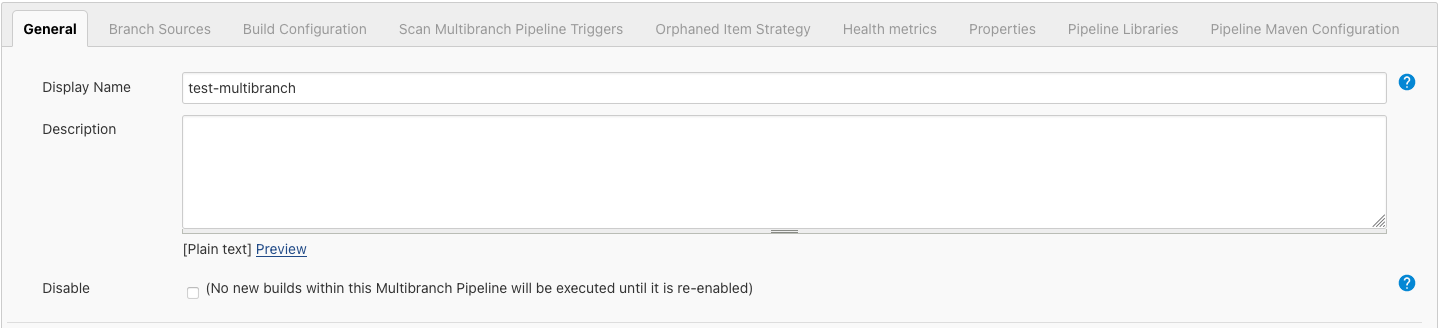 General Branch Sources Build Configuration Scan Multibranch Pipeline Triggers Orphaned Item Strategy Health metrics Properties Pipeline Libraries Pipeline Maven Configuration
Display Name test-multibranch ?
Description
[Plain text] Preview
Disable (No new builds within this Multibranch Pipeline will be executed until it is re-enabled) ?